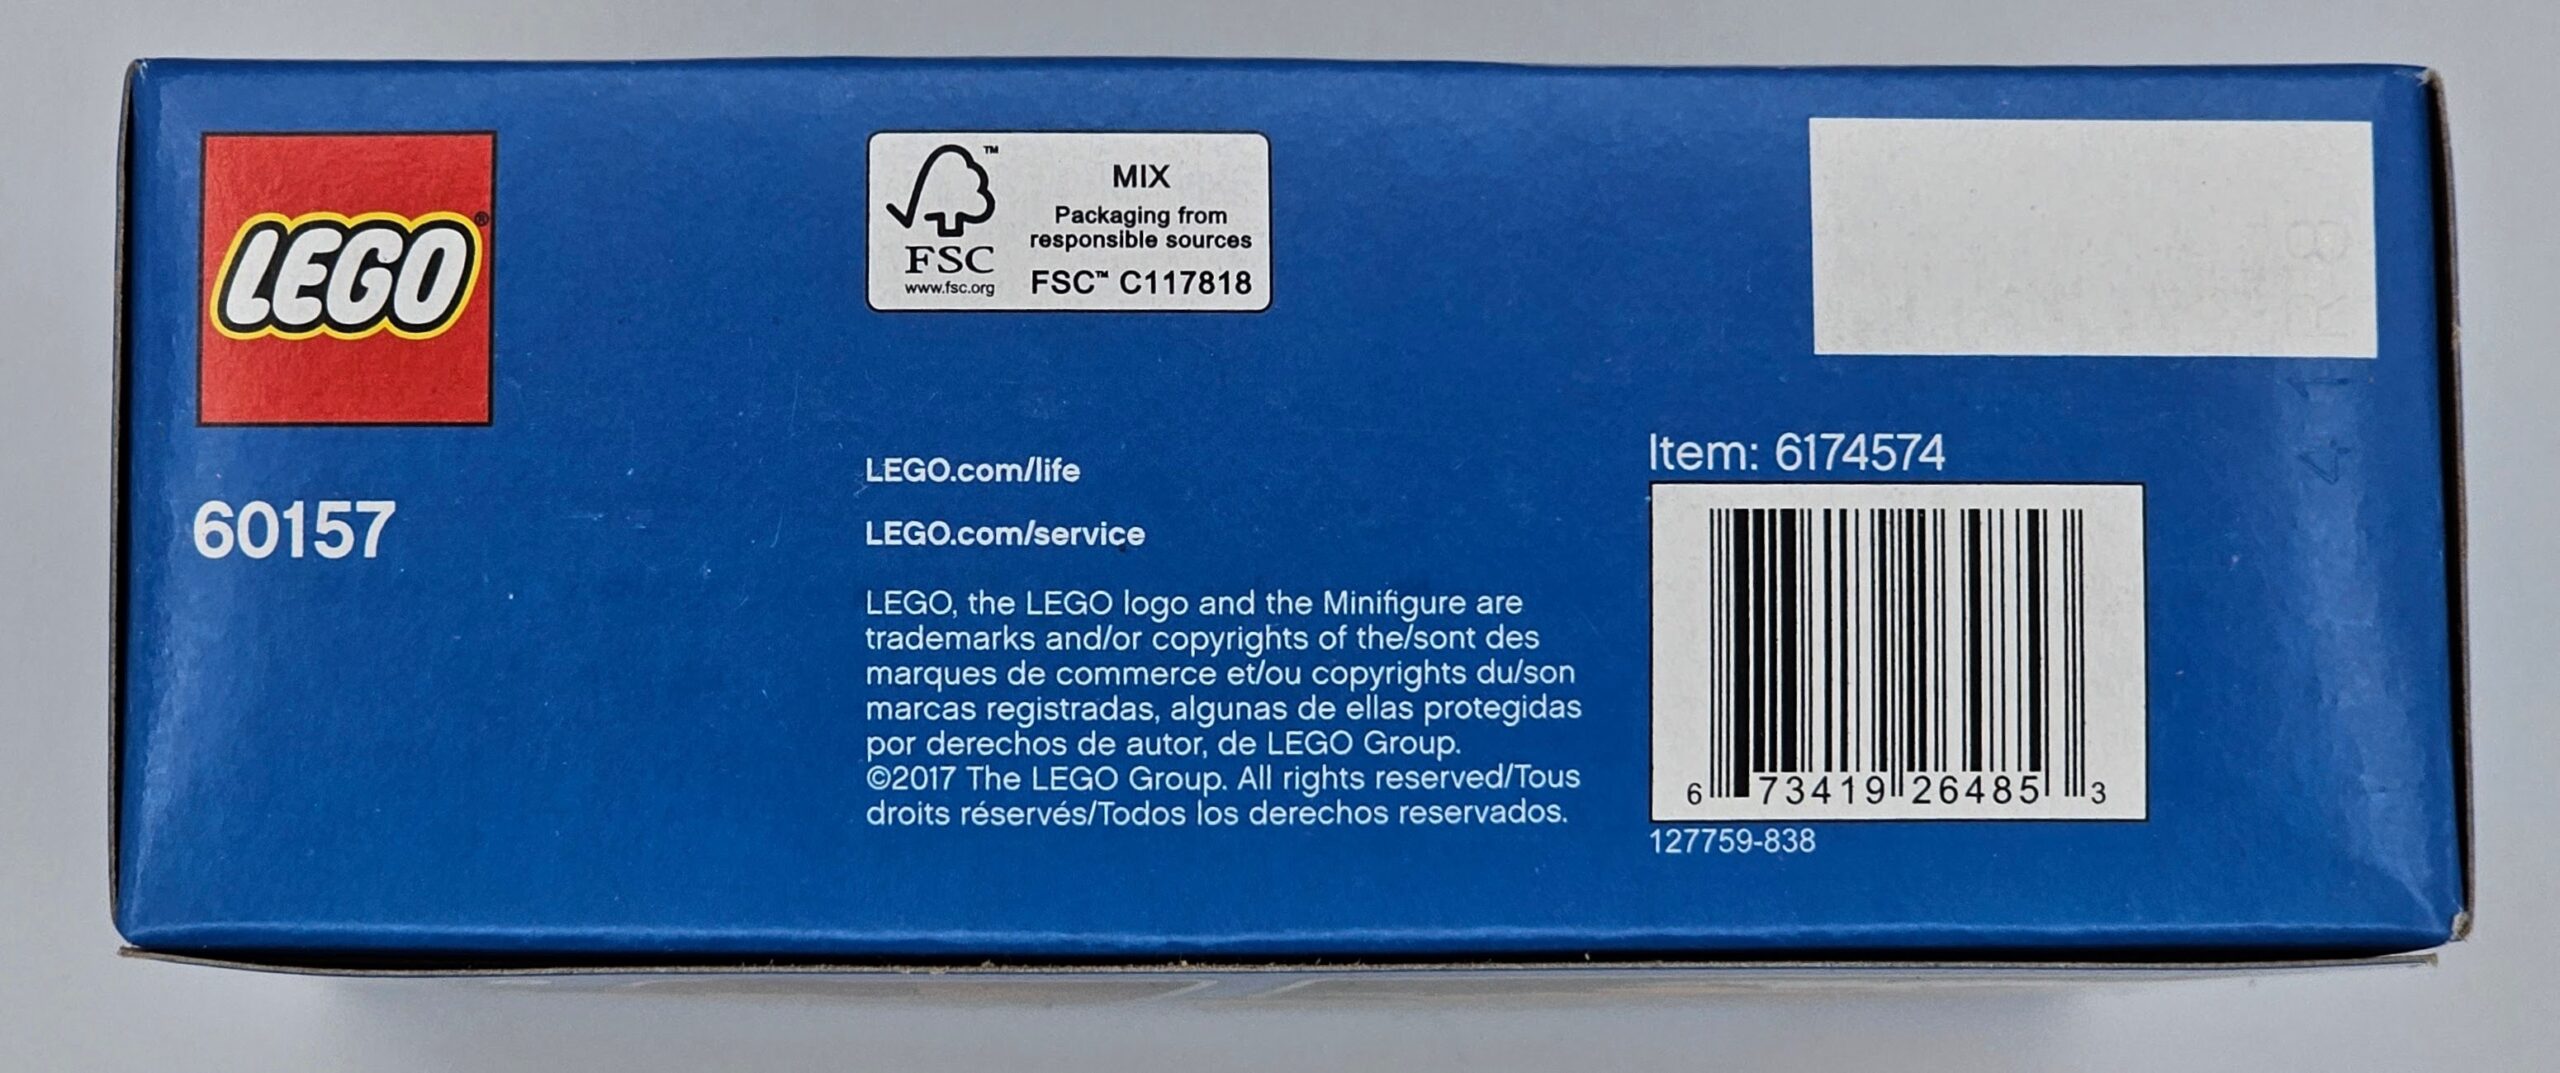 LEGO®
60157
FSC
www.fsc.org
™
MIX
Packaging from
responsible sources
FSC™ C117818
LEGO.com/life
LEGO.com/service
LEGO, the LEGO logo and the Minifigure are
trademarks and/or copyrights of the/sont des
marques de commerce et/ou copyrights du/son
marcas registradas, algunas de ellas protegidas
por derechos de autor, de LEGO Group.
©2017 The LEGO Group. All rights reserved/Tous
droits réservés/Todos los derechos reservados.
Item: 6174574
6 73419 26485 3
127759-838